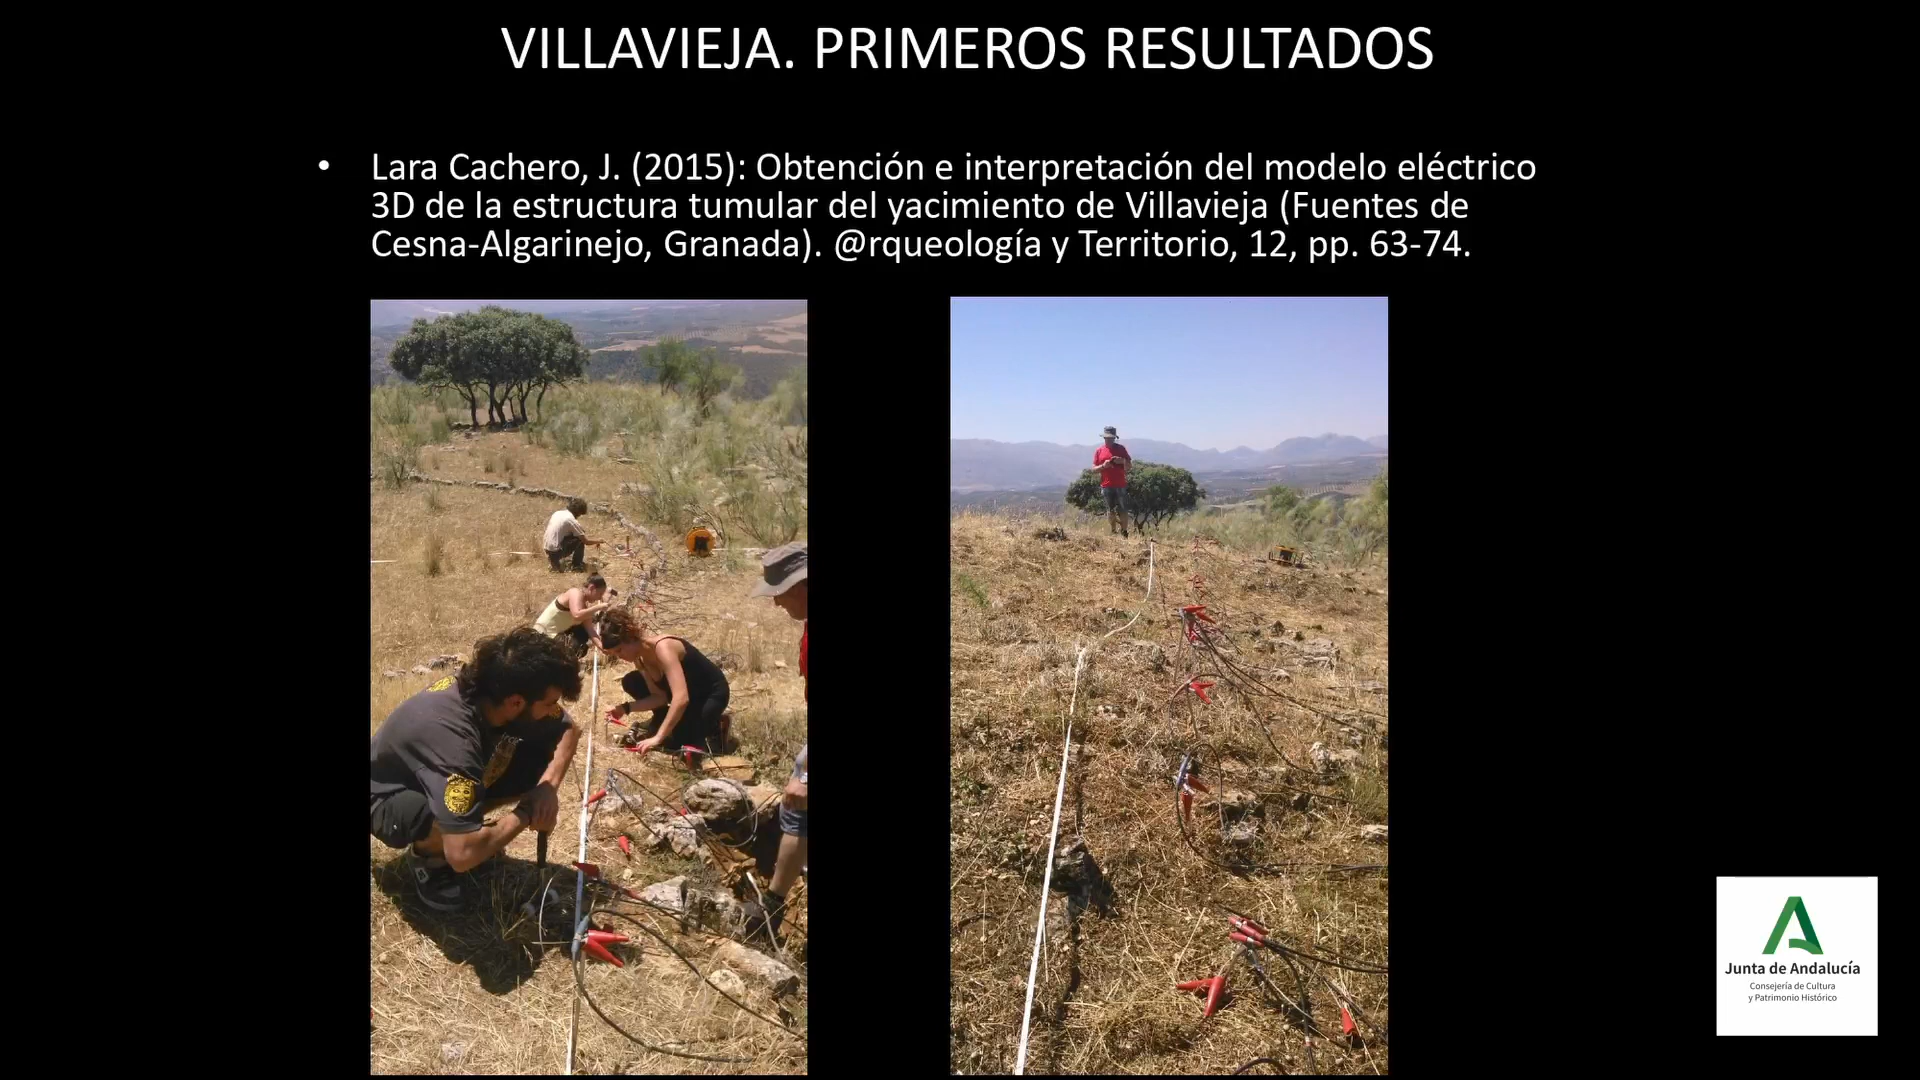 VILLAVIEJA. PRIMEROS RESULTADOS
• Lara Cachero, J. (2015): Obtención e interpretación del modelo eléctrico
3D de la estructura tumular del yacimiento de Villavieja (Fuentes de
Cesna-Algarinejo, Granada). @rqueología y Territorio, 12, pp. 63-74.
Junta de Andalucía
Consejería de Cultura
y Patrimonio Histórico